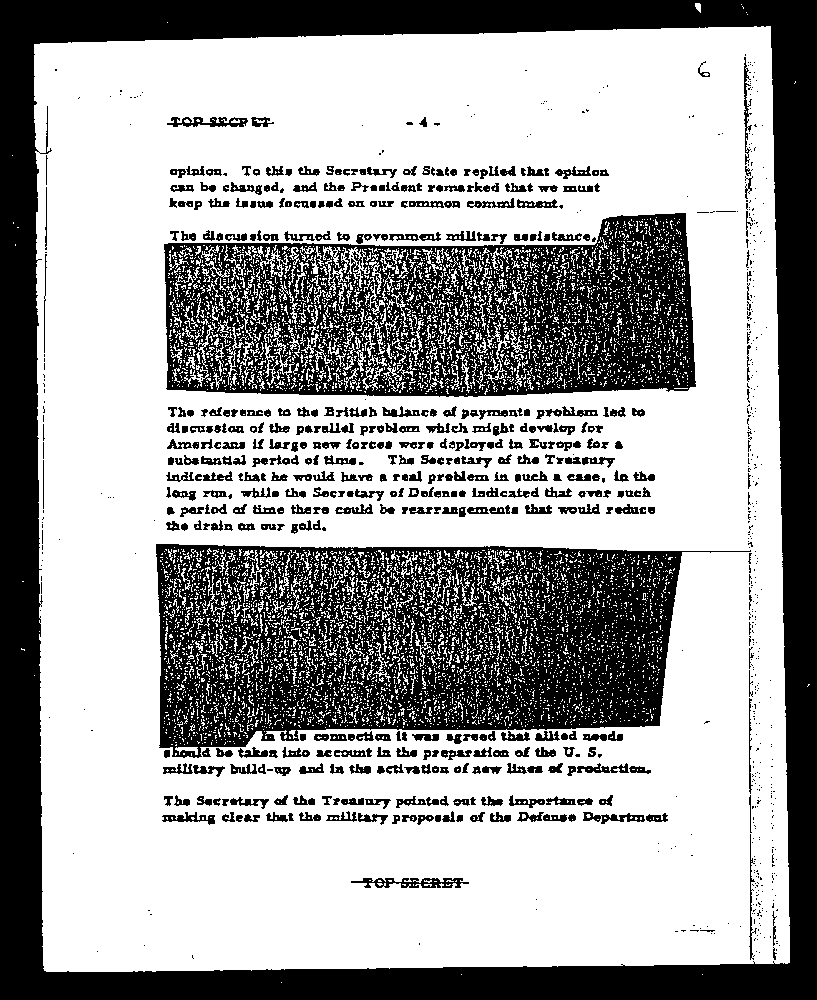 6
TOP SECRET - 4 -
opinion. To this the Secretary of State replied that opinion
can be changed, and the President remarked that we must
keep the issue focussed on our common commitment.
The discussion turned to government military assistance.
The reference to the British balance of payments problem led to
discussion of the parallel problem which might develop for
Americans if large new forces were deployed in Europe for a
substantial period of time. The Secretary of the Treasury
indicated that he would have a real problem in such a case, in the
long run, while the Secretary of Defense indicated that over such
a period of time there could be rearrangements that would reduce
the drain on our gold.
In this connection it was agreed that allied needs
should be taken into account in the preparation of the U. S.
military build-up and in the activation of new lines of production.
The Secretary of the Treasury pointed out the importance of
making clear that the military proposals of the Defense Department
TOP SECRET